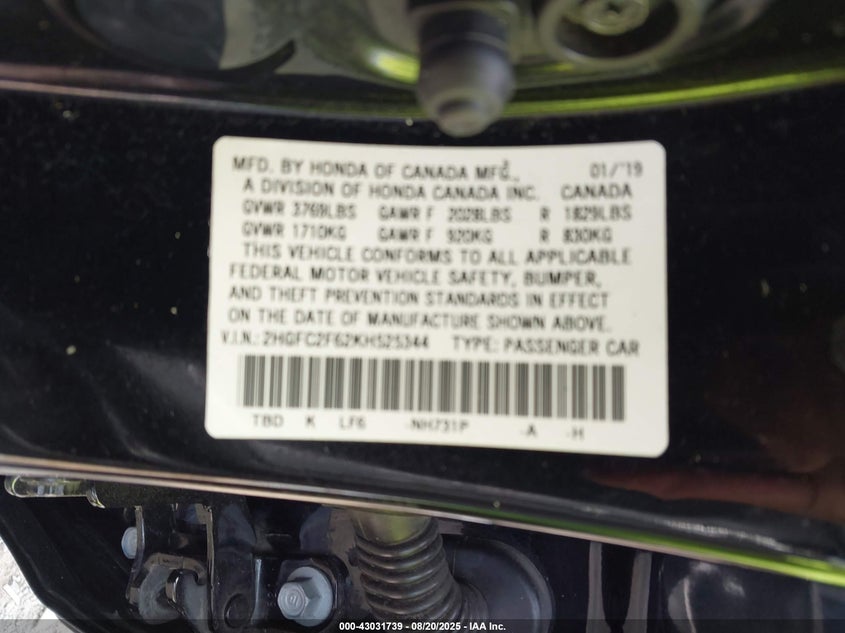 MFD. BY HONDA OF CANADA MFG., 01/'19
A DIVISION OF HONDA CANADA INC. CANADA
GVWR 3769LBS GAWR F 2028LBS R 1829LBS
GVWR 1710KG GAWR F 920KG R 830KG
THIS VEHICLE CONFORMS TO ALL APPLICABLE
FEDERAL MOTOR VEHICLE SAFETY, BUMPER,
AND THEFT PREVENTION STANDARDS IN EFFECT
ON THE DATE OF MANUFACTURE SHOWN ABOVE.
V.I.N.: 2HGFC2F62KH525344 TYPE: PASSENGER CAR
TBD K LF6 -NH731P -A -H
000-43031739 - 08/20/2025 - IAA Inc.